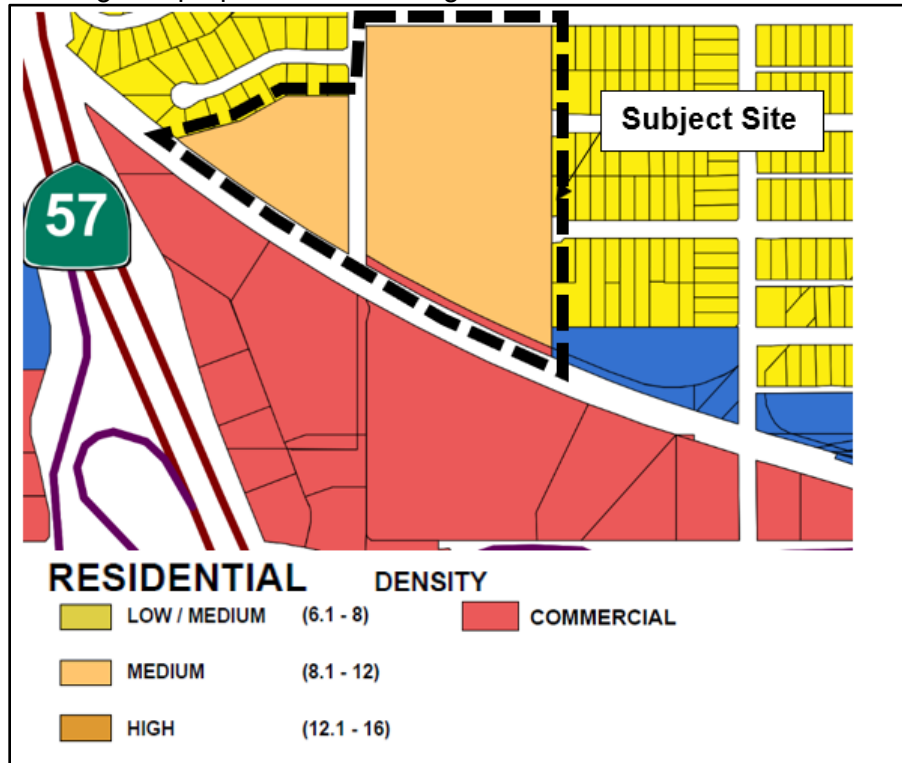 Subject Site
57
RESIDENTIAL DENSITY
LOW / MEDIUM (6.1 - 8) COMMERCIAL
MEDIUM (8.1 - 12)
HIGH (12.1 - 16)